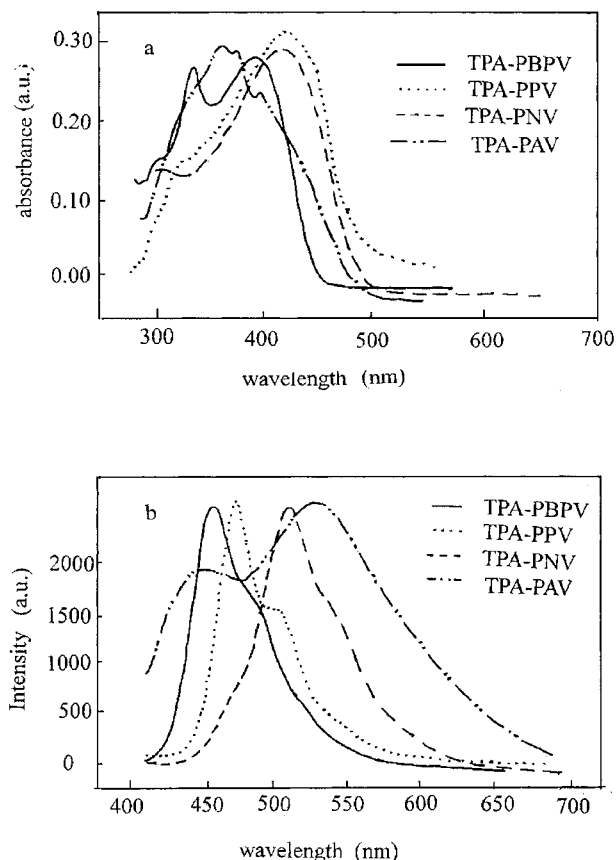 a
0.30
0.20
0.10
0.00
absorbance (a.u.)
TPA-PBPV
TPA-PPV
TPA-PNV
TPA-PAV
300 400 500 600 700
wavelength (nm)
b
2000
1500
1000
500
0
Intensity (a.u.)
TPA-PBPV
TPA-PPV
TPA-PNV
TPA-PAV
400 450 500 550 600 650 700
wavelength (nm)